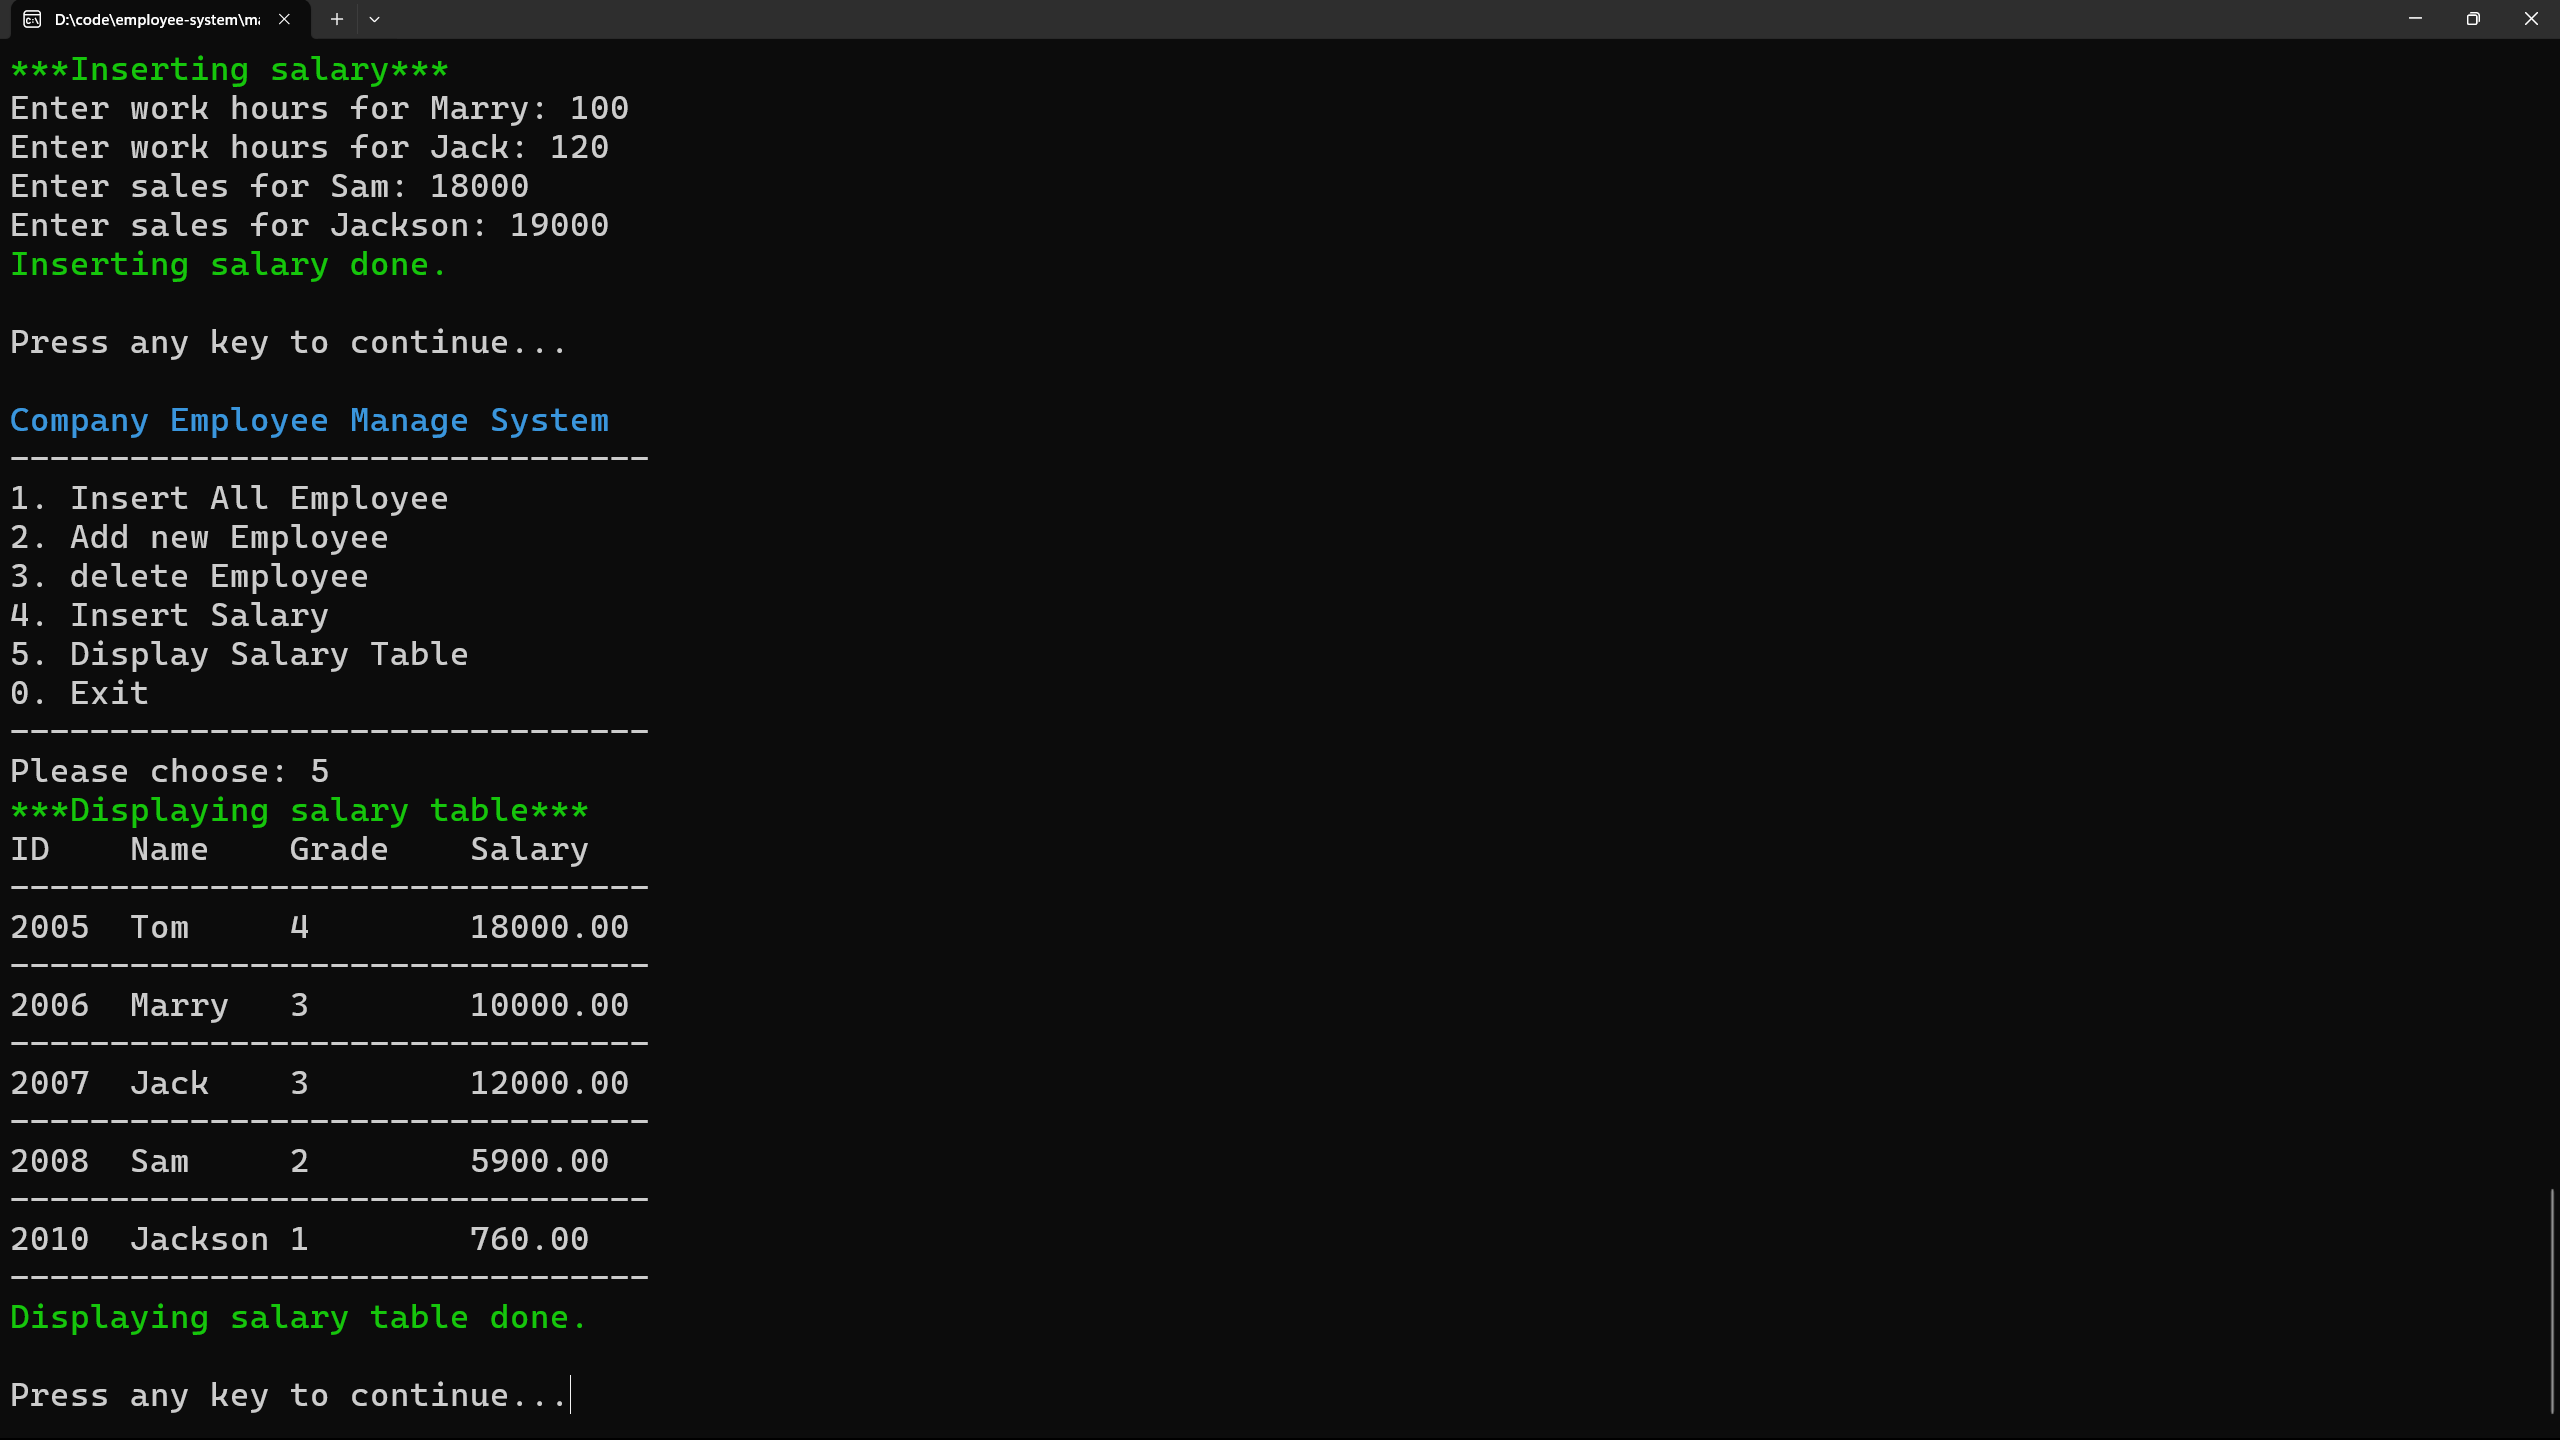 D:\code\employee-system\ma
***Inserting salary***
Enter work hours for Marry: 100
Enter work hours for Jack: 120
Enter sales for Sam: 18000
Enter sales for Jackson: 19000
Inserting salary done.
Press any key to continue...
Company Employee Manage System
--------------------------------
1. Insert All Employee
2. Add new Employee
3. delete Employee
4. Insert Salary
5. Display Salary Table
0. Exit
--------------------------------
Please choose: 5
***Displaying salary table***
ID    Name    Grade    Salary
--------------------------------
2005  Tom     4        18000.00
--------------------------------
2006  Marry   3        10000.00
--------------------------------
2007  Jack    3        12000.00
--------------------------------
2008  Sam     2        5900.00
--------------------------------
2010  Jackson 1        760.00
--------------------------------
Displaying salary table done.
Press any key to continue...